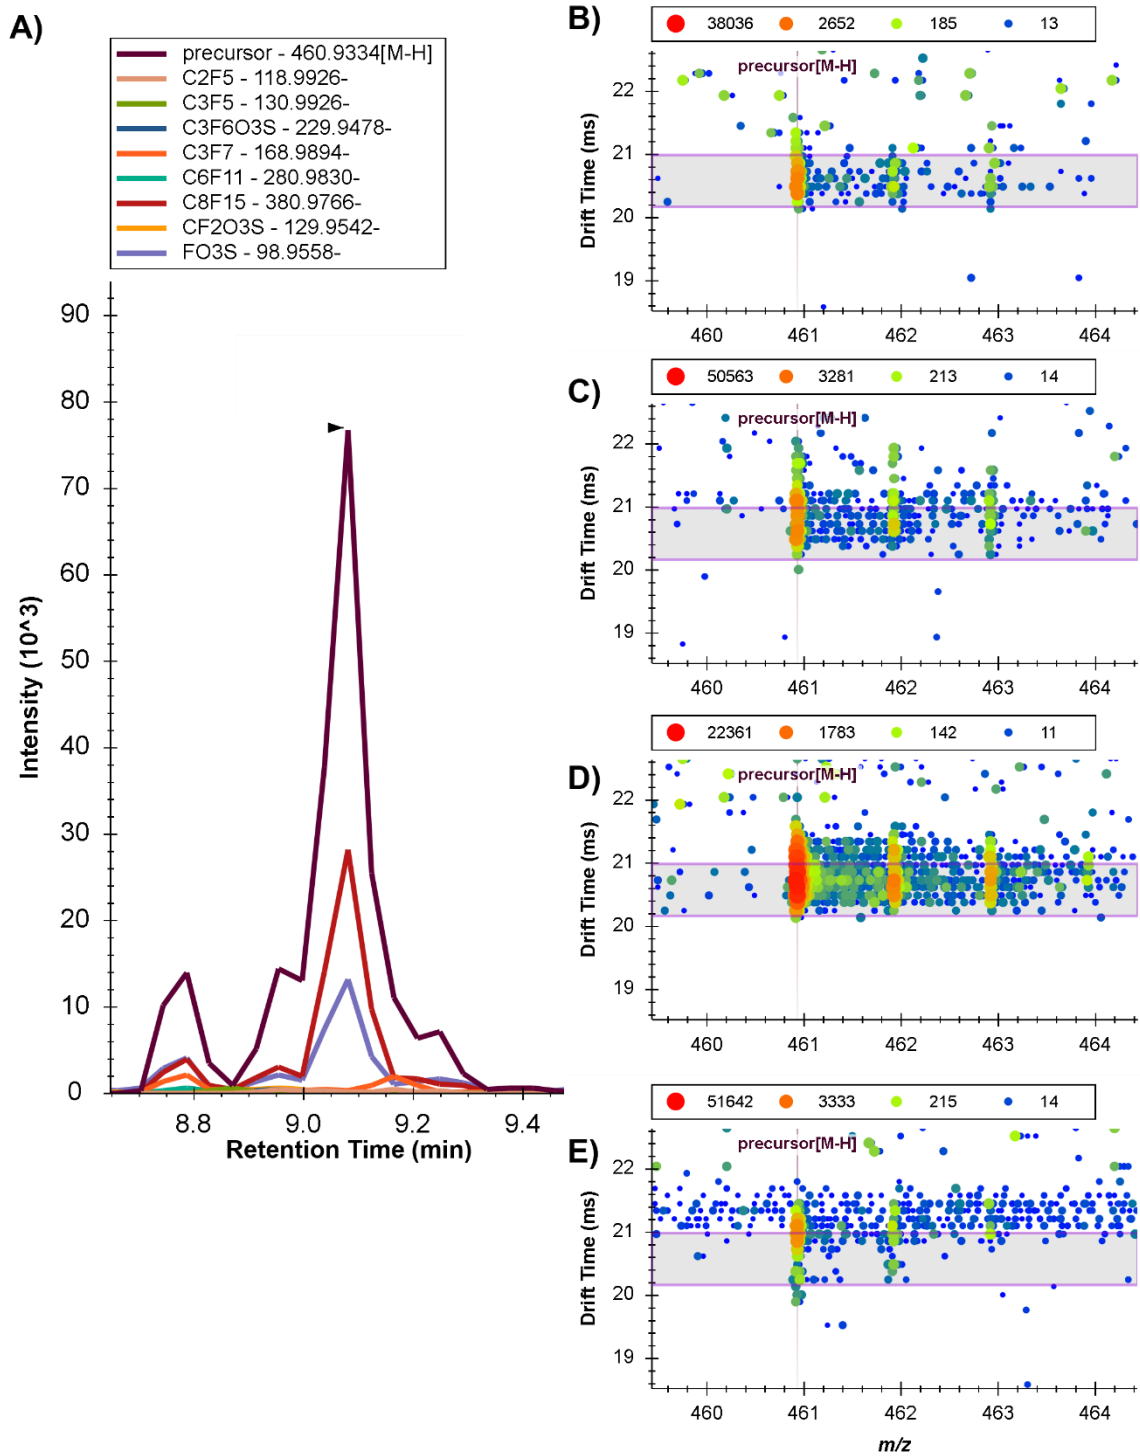 A)
precursor - 460.9334[M-H]
C2F5 - 118.9926-
C3F5 - 130.9926-
C3F6O3S - 229.9478-
C3F7 - 168.9894-
C6F11 - 280.9830-
C8F15 - 380.9766-
CF2O3S - 129.9542-
FO3S - 98.9558-
Intensity (10^3)
90
80
70
60
50
40
30
20
10
0
8.8 9.0 9.2 9.4
Retention Time (min)
B)
38036 2652 185 13
precursor[M-H]
Drift Time (ms)
22
21
20
19
460 461 462 463 464
C)
50563 3281 213 14
precursor[M-H]
Drift Time (ms)
22
21
20
19
460 461 462 463 464
D)
22361 1783 142 11
precursor[M-H]
Drift Time (ms)
22
21
20
19
460 461 462 463 464
E)
51642 3333 215 14
precursor[M-H]
Drift Time (ms)
22
21
20
19
460 461 462 463 464
m/z